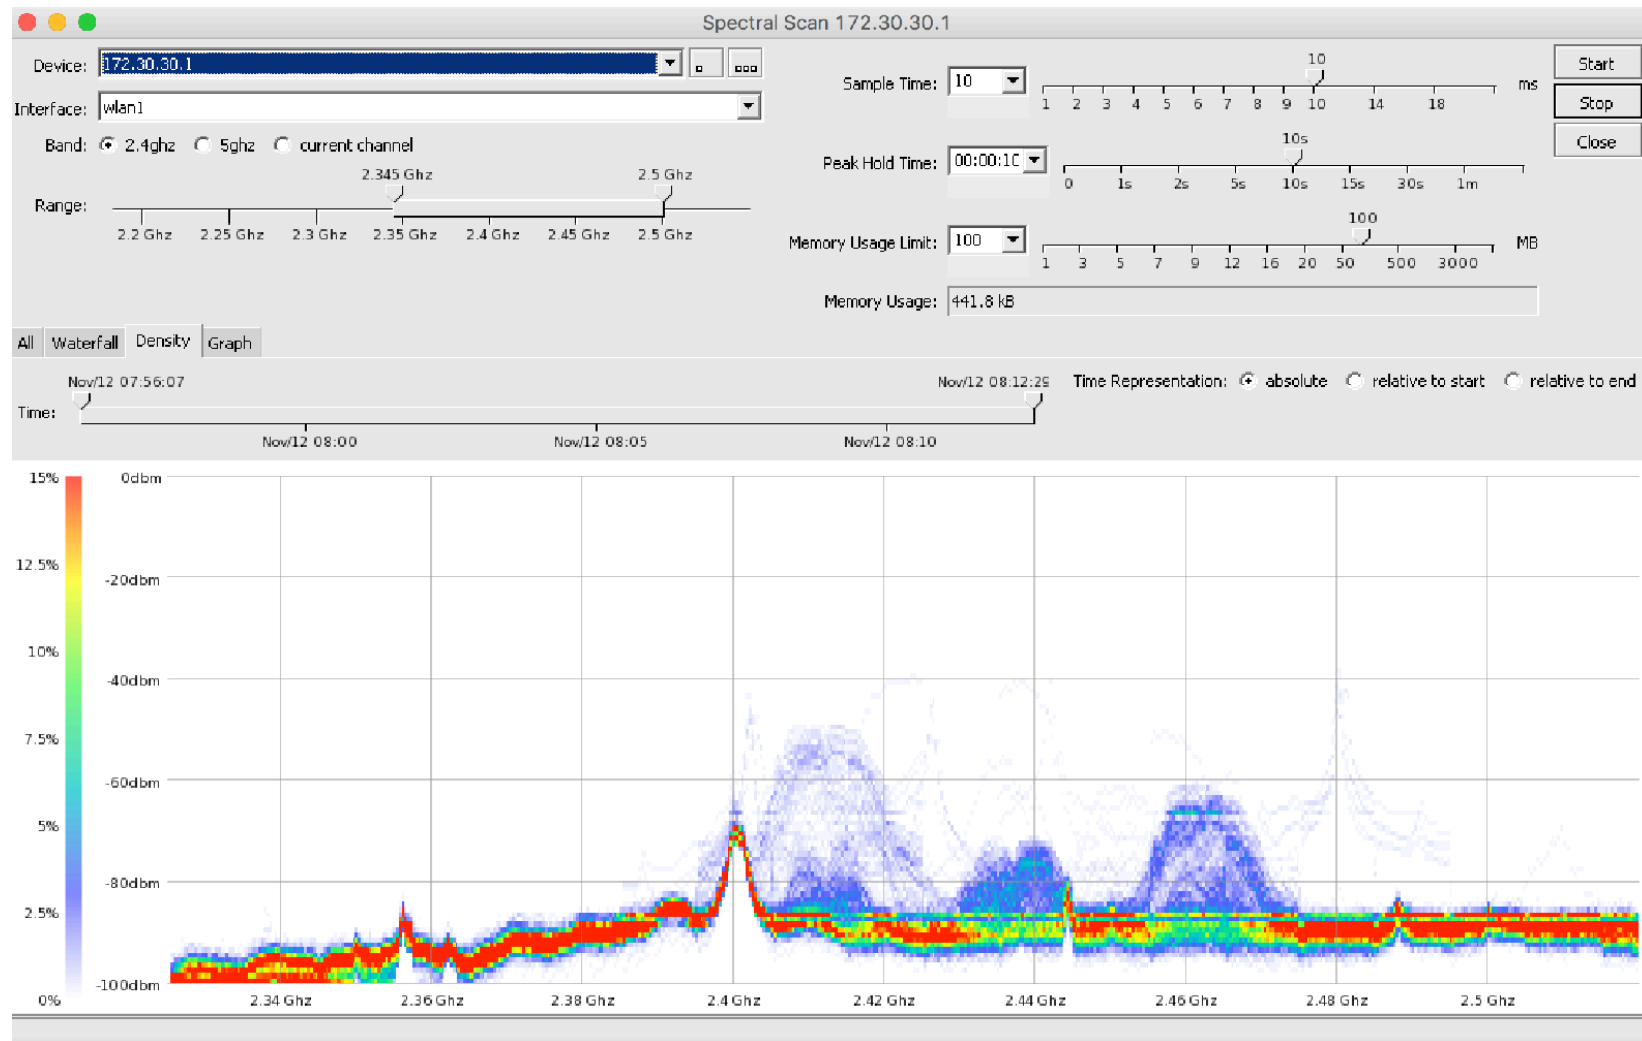 Spectral Scan 172.30.30.1
Device: 172.30.30.1
Interface: wlan1
Band: 2.4ghz 5ghz current channel
2.345 Ghz 2.5 Ghz
Range:
2.2 Ghz 2.25 Ghz 2.3 Ghz 2.35 Ghz 2.4 Ghz 2.45 Ghz 2.5 Ghz
10
Sample Time: 10 ms
1 2 3 4 5 6 7 8 9 10 14 18
10s
Peak Hold Time: 00:00:10
0 1s 2s 5s 10s 15s 30s 1m
100
Memory Usage Limit: 100 MB
1 3 5 7 9 12 16 20 50 500 3000
Memory Usage: 441.8 kB
Start
Stop
Close
All Waterfall Density Graph
Nov/12 07:56:07 Nov/12 08:12:29 Time Representation: absolute relative to start relative to end
Time:
Nov/12 08:00 Nov/12 08:05 Nov/12 08:10
15%
12.5%
10%
7.5%
5%
2.5%
0%
0dbm
-20dbm
-40dbm
-60dbm
-80dbm
-100dbm
2.34 Ghz 2.36 Ghz 2.38 Ghz 2.4 Ghz 2.42 Ghz 2.44 Ghz 2.46 Ghz 2.48 Ghz 2.5 Ghz